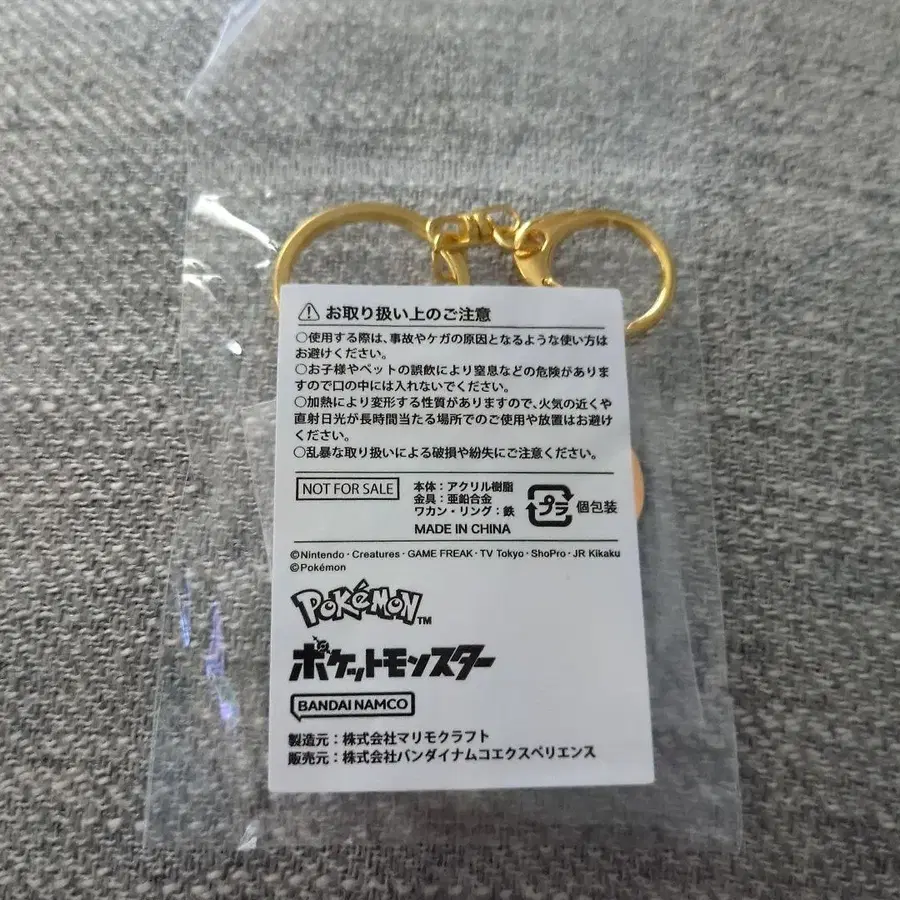 ⚠ お取り扱い上のご注意
○使用する際は、事故やケガの原因となるような使い方は
お避けください。
○お子様やペットの誤飲により窒息などの危険がありま
すので口の中には入れないでください。
○加熱により変形する性質がありますので、火気の近くや
直射日光が長時間当たる場所でのご使用や放置はお避け
ください。
○乱暴な取り扱いによる破損や紛失にご注意ください。
NOT FOR SALE
本体：アクリル樹脂
金具：亜鉛合金
ワカン・リング：鉄
MADE IN CHINA
プラ 個包装
©Nintendo・Creatures・GAME FREAK・TV Tokyo・ShoPro・JR Kikaku
©Pokémon
POKéMON™
ポケットモンスター
BANDAI NAMCO
製造元：株式会社マリモクラフト
販売元：株式会社バンダイナムコエクスペリエンス